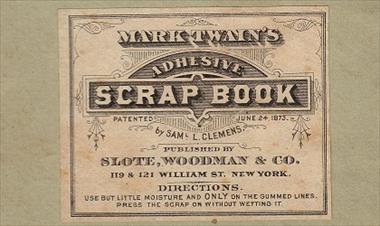 MARK TWAIN'S
ADHESIVE
SCRAP BOOK
PATENTED JUNE 24, 1873.
by SAML L. CLEMENS.
PUBLISHED BY
SLOTE, WOODMAN & CO.
119 & 121 WILLIAM ST. NEW YORK.
DIRECTIONS.
USE BUT LITTLE MOISTURE AND ONLY ON THE GUMMED LINES.
PRESS THE SCRAP ON WITHOUT WETTING IT.